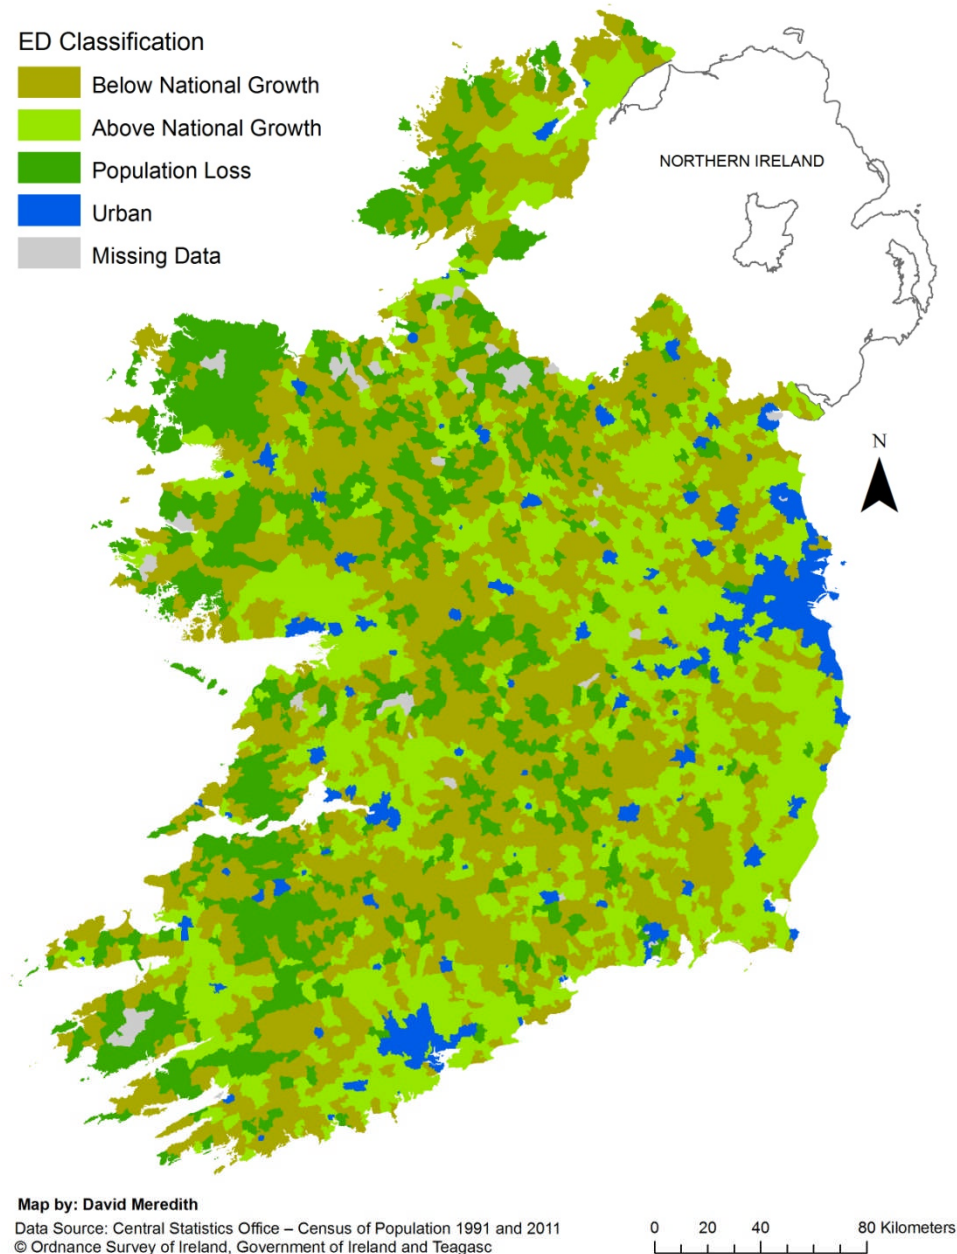 ED Classification
Below National Growth
Above National Growth
Population Loss
Urban
Missing Data
NORTHERN IRELAND
N
Map by: David Meredith
Data Source: Central Statistics Office – Census of Population 1991 and 2011
© Ordnance Survey of Ireland, Government of Ireland and Teagasc
0 20 40 80 Kilometers